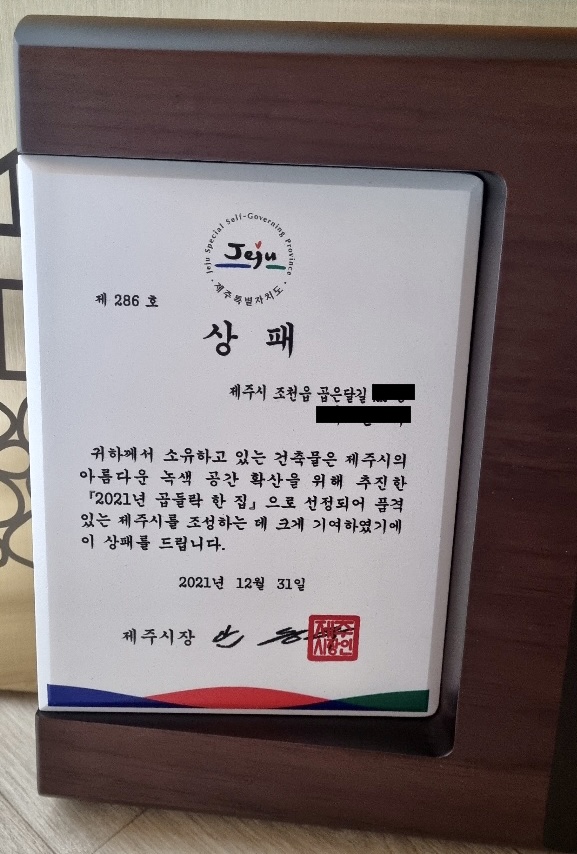 Jeju Special Self-Governing Province
Jeju
제주특별자치도
제 286 호
상 패
제주시 조천읍 곱은달길
귀하께서 소유하고 있는 건축물은 제주시의
아름다운 녹색 공간 확산을 위해 추진한
『2021년 곱들락 한 집』으로 선정되어 품격
있는 제주시를 조성하는 데 크게 기여하였기에
이 상패를 드립니다.
2021년 12월 31일
제주시장
제주
시장인